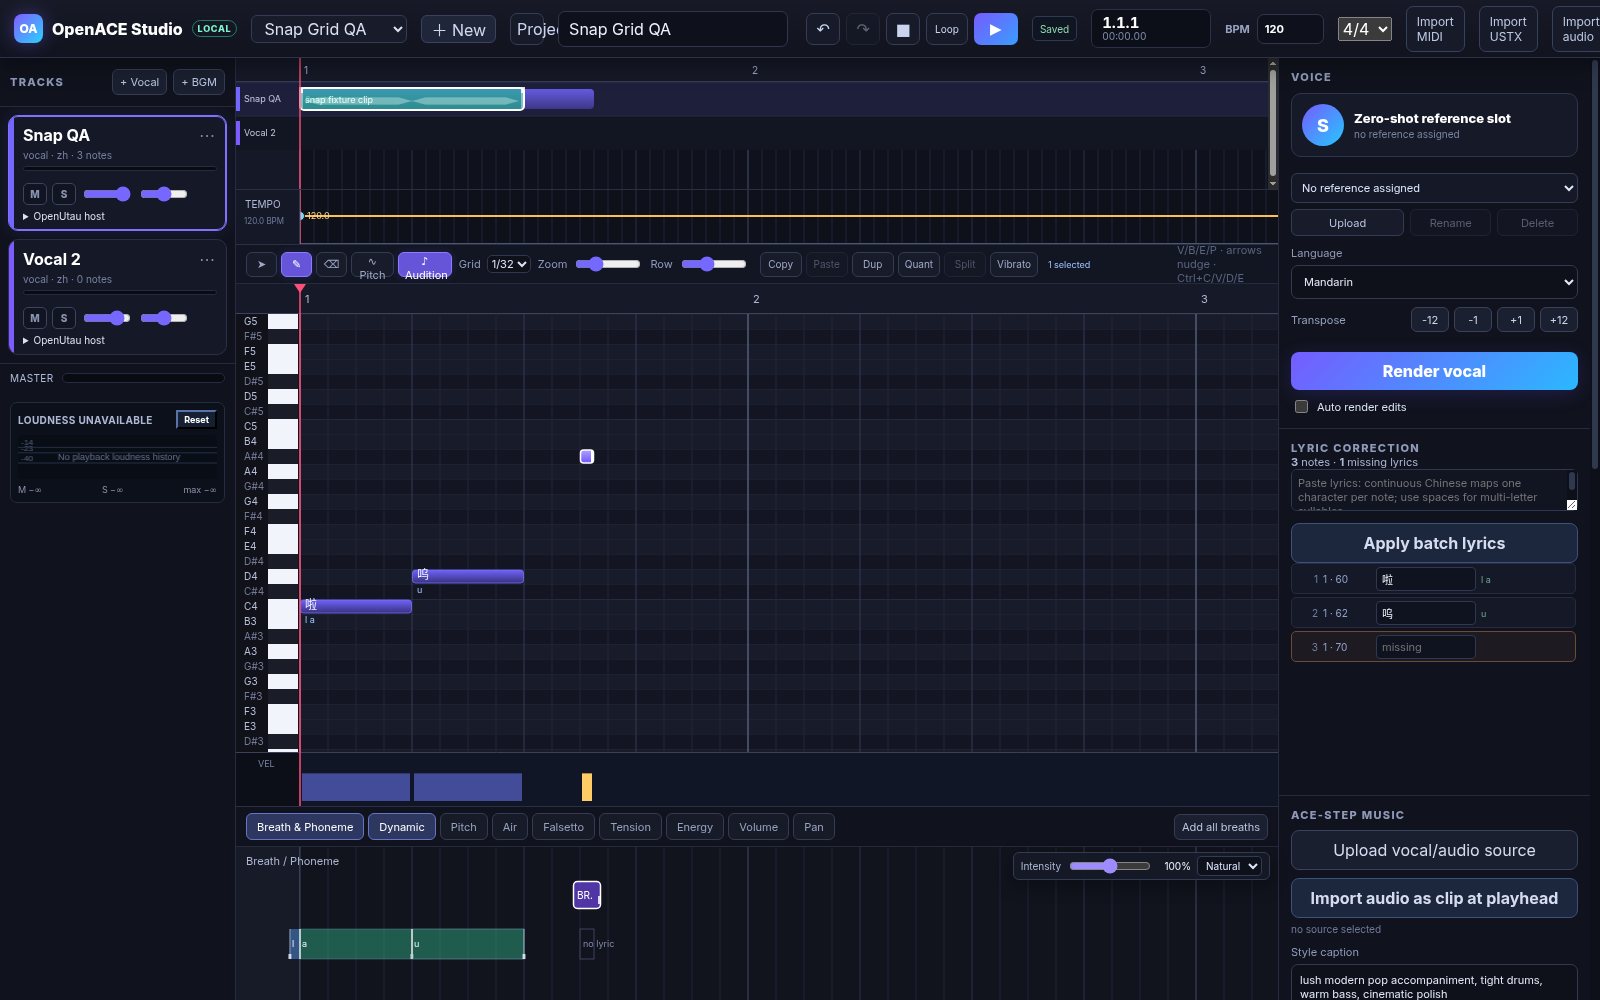 OA OpenACE Studio LOCAL Snap Grid QA + New Projec Snap Grid QA Loop Saved 1.1.1 00:00.00 BPM 120 4/4 Import MIDI Import USTX Import audio
TRACKS + Vocal + BGM
Snap QA ...
vocal · zh · 3 notes
M S
OpenUtau host
Vocal 2 ...
vocal · zh · 0 notes
M S
OpenUtau host
MASTER
LOUDNESS UNAVAILABLE Reset
-14
-23
-40
No playback loudness history
M −∞ S −∞ max −∞
1 2 3
Snap QA snap fixture clip
Vocal 2
TEMPO
120.0 BPM 120.0
Pitch Audition Grid 1/32 Zoom Row Copy Paste Dup Quant Split Vibrato 1 selected
V/B/E/P · arrows
nudge ·
Ctrl+C/V/D/E
1 2 3
G5
F#5
F5
E5
D#5
D5
C#5
C5
B4
A#4
A4
G#4
G4
F#4
F4
E4
D#4
D4 呜
C#4 u
C4 啦
B3 l a
A#3
A3
G#3
G3
F#3
F3
E3
D#3
VEL
Breath & Phoneme Dynamic Pitch Air Falsetto Tension Energy Volume Pan Add all breaths
Breath / Phoneme Intensity 100% Natural
BR.
l a u no lyric
VOICE
S Zero-shot reference slot
no reference assigned
No reference assigned
Upload Rename Delete
Language
Mandarin
Transpose -12 -1 +1 +12
Render vocal
Auto render edits
LYRIC CORRECTION
3 notes · 1 missing lyrics
Paste lyrics: continuous Chinese maps one
character per note; use spaces for multi-letter
syllables
Apply batch lyrics
1 1 · 60 啦 l a
2 1 · 62 呜 u
3 1 · 70 missing
ACE-STEP MUSIC
Upload vocal/audio source
Import audio as clip at playhead
no source selected
Style caption
lush modern pop accompaniment, tight drums,
warm bass, cinematic polish